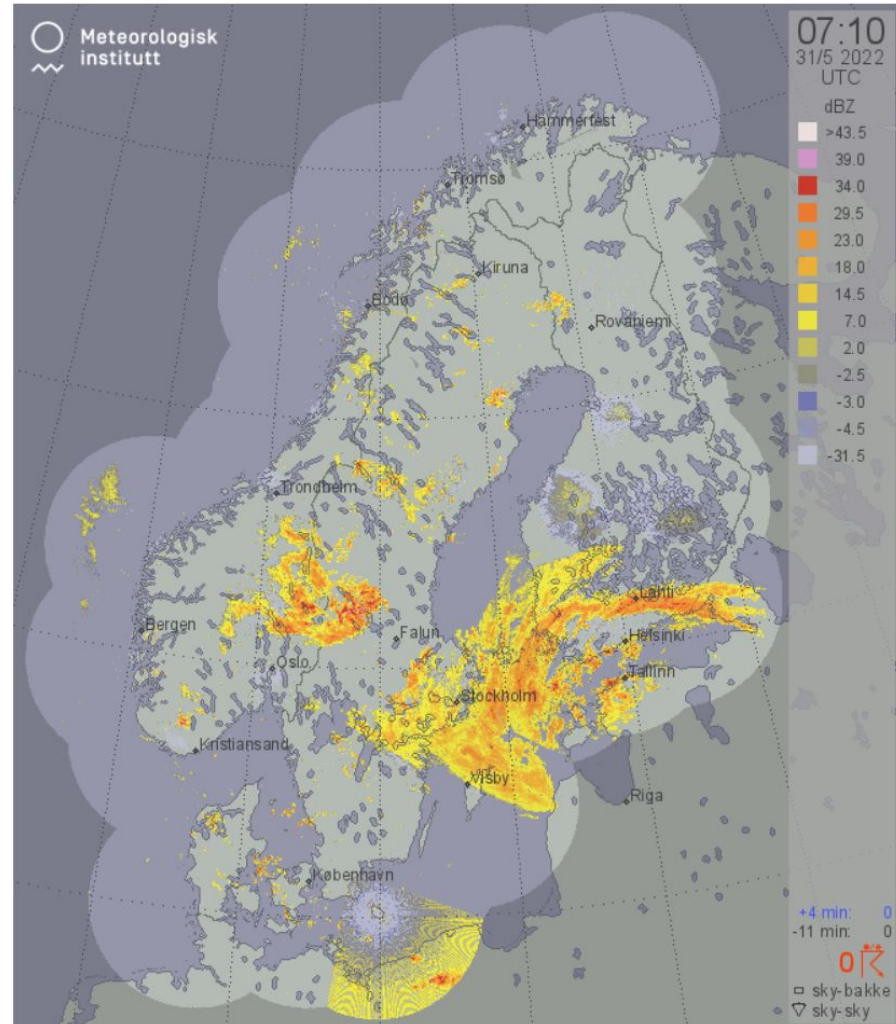 Meteorologisk
institutt
07:10
31/5 2022
UTC
dBZ
>43.5
39.0
34.0
29.5
23.0
18.0
14.5
7.0
2.0
-2.5
-3.0
-4.5
-31.5
Hammerfest
Tromsø
Kiruna
Bodø
Rovaniemi
Trondheim
Lahti
Bergen
Falun
Helsinki
Oslo
Tallinn
Stockholm
Kristiansand
Visby
Riga
København
+4 min: 0
-11 min: 0
0
sky-bakke
sky-sky